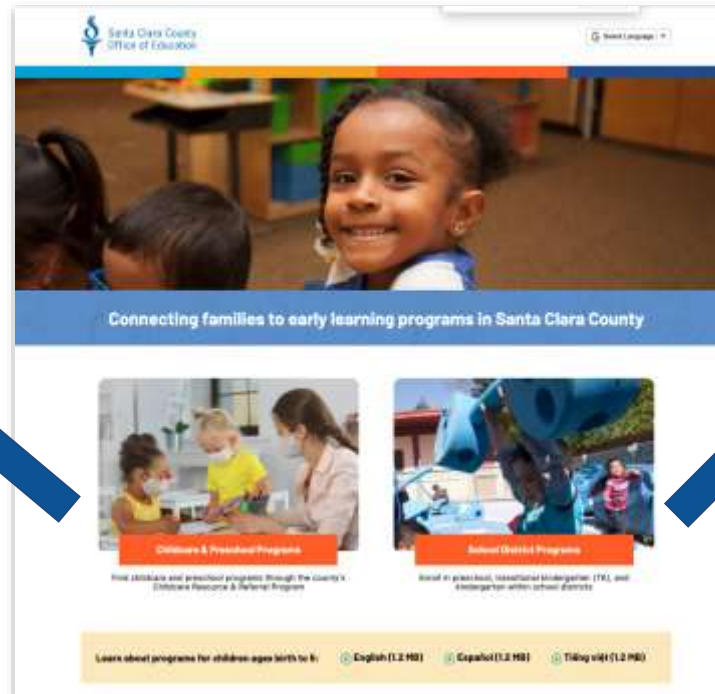 Santa Clara County
Office of Education
Select Language
Connecting families to early learning programs in Santa Clara County
Childcare & Preschool Programs
Find childcare and preschool programs through the county's
Childcare Resource & Referral Program
School District Programs
Enroll in preschool, transitional kindergarten (TK), and
kindergarten within school districts
Learn about programs for children ages birth to 5:
English (1.2 MB)
Español (1.2 MB)
Tiếng việt (1.2 MB)